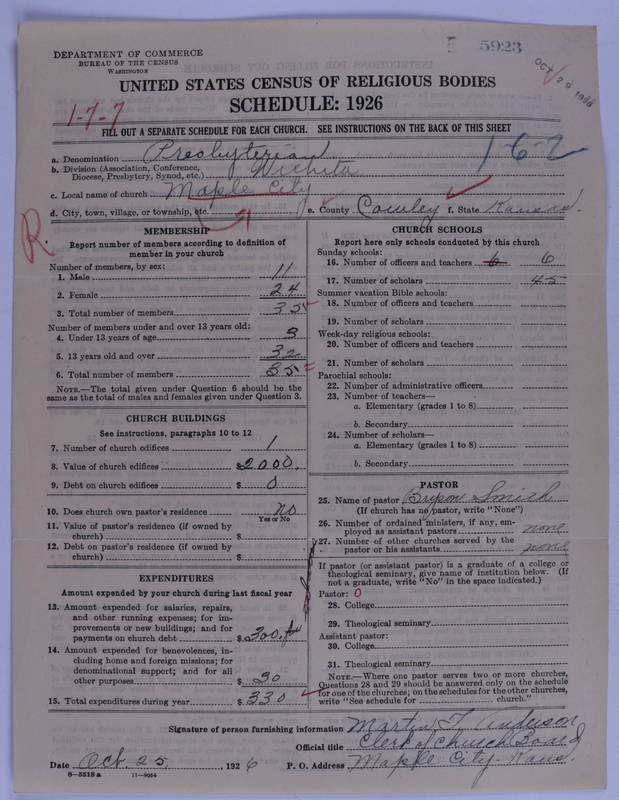 5923
DEPARTMENT OF COMMERCE
BUREAU OF THE CENSUS
WASHINGTON
OCT 29 1926
UNITED STATES CENSUS OF RELIGIOUS BODIES
SCHEDULE: 1926
1-7-7
FILL OUT A SEPARATE SCHEDULE FOR EACH CHURCH. SEE INSTRUCTIONS ON THE BACK OF THIS SHEET
a. Denomination Presbyterian 1-6-2
b. Division (Association, Conference, Diocese, Presbytery, Synod, etc.) Wichita
c. Local name of church Maple City
d. City, town, village, or township, etc. e. County Cowley f. State Kansas.
R
MEMBERSHIP
Report number of members according to definition of member in your church
Number of members, by sex:
1. Male 11
2. Female 24
3. Total number of members 35
Number of members under and over 13 years old:
4. Under 13 years of age 3
5. 13 years old and over 32
6. Total number of members 35
NOTE.—The total given under Question 6 should be the same as the total of males and females given under Question 3.
CHURCH BUILDINGS
See instructions, paragraphs 10 to 12
7. Number of church edifices 1
8. Value of church edifices $2000.
9. Debt on church edifices $ 0
10. Does church own pastor's residence no
Yes or No
11. Value of pastor's residence (if owned by church) $
12. Debt on pastor's residence (if owned by church) $
EXPENDITURES
Amount expended by your church during last fiscal year
13. Amount expended for salaries, repairs, and other running expenses; for improvements or new buildings; and for payments on church debt $300.
14. Amount expended for benevolences, including home and foreign missions; for denominational support; and for all other purposes $ 30
15. Total expenditures during year $ 330
CHURCH SCHOOLS
Report here only schools conducted by this church
Sunday schools:
16. Number of officers and teachers 6 6
17. Number of scholars 45
Summer vacation Bible schools:
18. Number of officers and teachers
19. Number of scholars
Week-day religious schools:
20. Number of officers and teachers
21. Number of scholars
Parochial schools:
22. Number of administrative officers
23. Number of teachers—
a. Elementary (grades 1 to 8)
b. Secondary
24. Number of scholars—
a. Elementary (grades 1 to 8)
b. Secondary
PASTOR
25. Name of pastor Smith
(If church has no pastor, write "None")
26. Number of ordained ministers, if any, employed as assistant pastors none
27. Number of other churches served by the pastor or his assistants none
If pastor (or assistant pastor) is a graduate of a college or theological seminary, give name of institution below. (If not a graduate, write "No" in the space indicated.)
Pastor: 0
28. College
29. Theological seminary
Assistant pastor:
30. College
31. Theological seminary
NOTE.—Where one pastor serves two or more churches, Questions 28 and 29 should be answered only on the schedule for one of the churches; on the schedules for the other churches, write "See schedule for church."
Signature of person furnishing information Martin T. Anderson
Official title Clerk of Church Board
Date Oct. 25, 1926 P. O. Address Maple City- Kans.
8-5518 a 11-9054